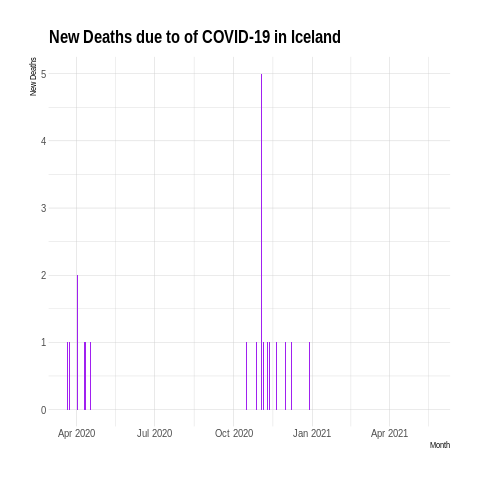 New Deaths due to of COVID-19 in Iceland
New Deaths
5
4
3
2
1
0
Apr 2020 Jul 2020 Oct 2020 Jan 2021 Apr 2021
Month